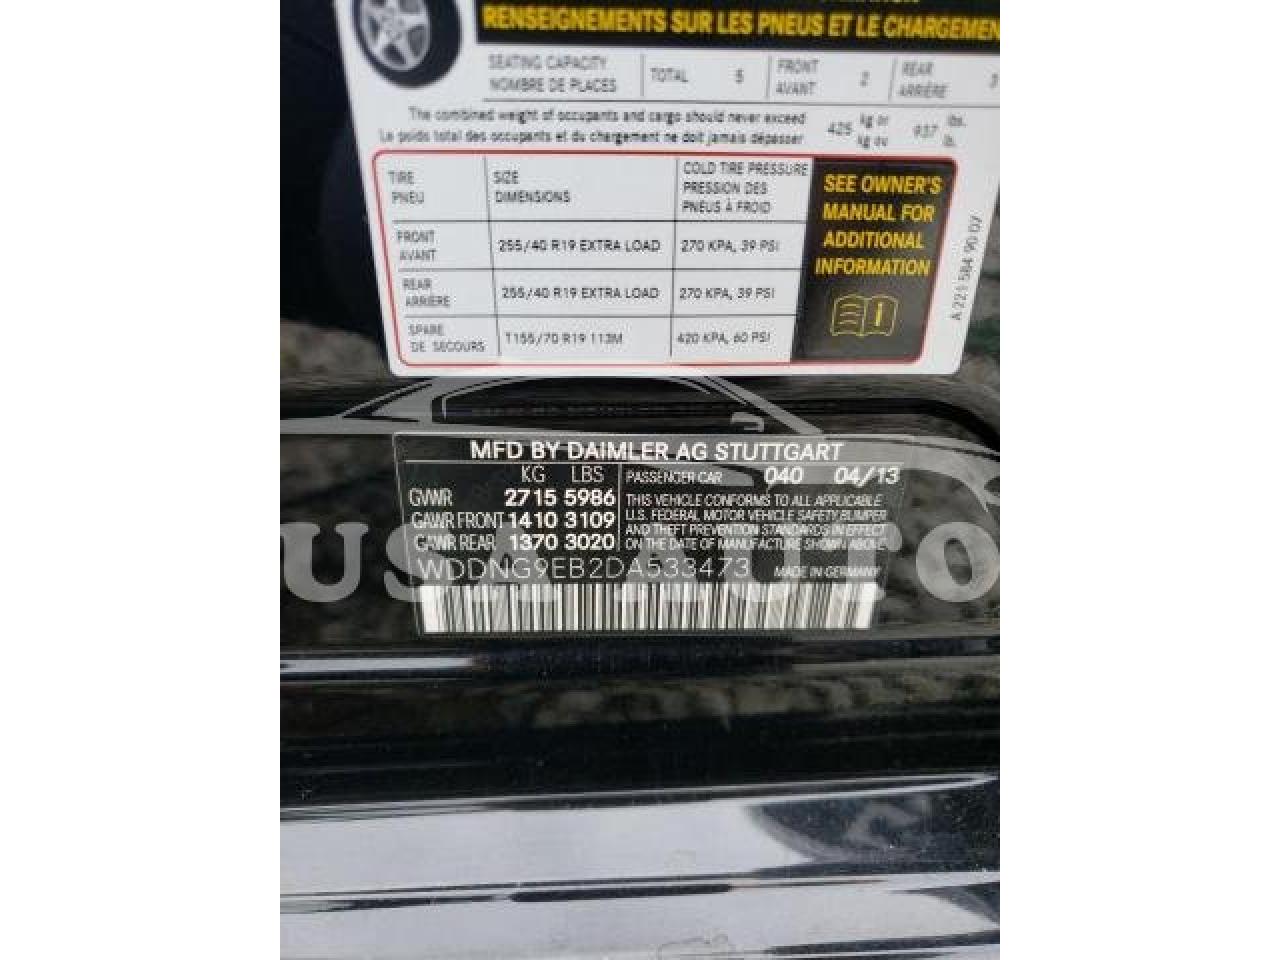 RENSEIGNEMENTS SUR LES PNEUS ET LE CHARGEMEN
SEATING CAPACITY
NOMBRE DE PLACES
TOTAL 5
FRONT
AVANT
2
REAR
ARRIÈRE
3
The combined weight of occupants and cargo should never exceed
Le poids total des occupants et du chargement ne doit jamais dépasser
425
kg or
kg ou
937
lbs.
lb.
TIRE
PNEU
SIZE
DIMENSIONS
COLD TIRE PRESSURE
PRESSION DES
PNEUS À FROID
FRONT
AVANT
255/40 R19 EXTRA LOAD
270 KPA, 39 PSI
REAR
ARRIÈRE
255/40 R19 EXTRA LOAD
270 KPA, 39 PSI
SPARE
DE SECOURS
T155/70 R19 113M
420 KPA, 60 PSI
SEE OWNER'S
MANUAL FOR
ADDITIONAL
INFORMATION
A 221 584 90 07
MFD BY DAIMLER AG STUTTGART
KG LBS
GVWR 2715 5986
GAWR FRONT 1410 3109
GAWR REAR 1370 3020
PASSENGER CAR 040 04/13
THIS VEHICLE CONFORMS TO ALL APPLICABLE
U.S. FEDERAL MOTOR VEHICLE SAFETY, BUMPER
AND THEFT PREVENTION STANDARDS IN EFFECT
ON THE DATE OF MANUFACTURE SHOWN ABOVE.
WDDNG9EB2DA533473
MADE IN GERMANY